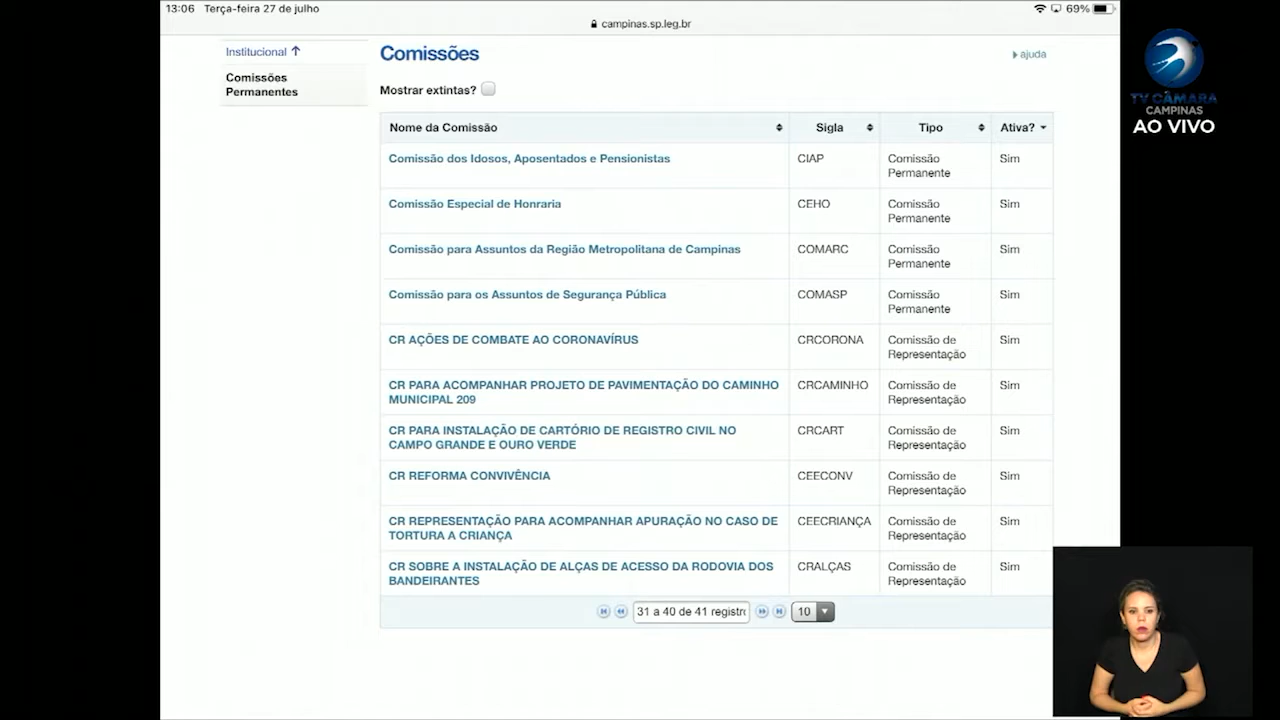 13:06 Terça-feira 27 de julho
69%
campinas.sp.leg.br
Institucional
Comissões
Permanentes
Comissões
ajuda
Mostrar extintas?
Nome da Comissão Sigla Tipo Ativa?
Comissão dos Idosos, Aposentados e Pensionistas CIAP Comissão Sim
Permanente
Comissão Especial de Honraria CEHO Comissão Sim
Permanente
Comissão para Assuntos da Região Metropolitana de Campinas COMARC Comissão Sim
Permanente
Comissão para os Assuntos de Segurança Pública COMASP Comissão Sim
Permanente
CR AÇÕES DE COMBATE AO CORONAVÍRUS CRCORONA Comissão de Sim
Representação
CR PARA ACOMPANHAR PROJETO DE PAVIMENTAÇÃO DO CAMINHO CRCAMINHO Comissão de Sim
MUNICIPAL 209 Representação
CR PARA INSTALAÇÃO DE CARTÓRIO DE REGISTRO CIVIL NO CRCART Comissão de Sim
CAMPO GRANDE E OURO VERDE Representação
CR REFORMA CONVIVÊNCIA CEECONV Comissão de Sim
Representação
CR REPRESENTAÇÃO PARA ACOMPANHAR APURAÇÃO NO CASO DE CEECRIANÇA Comissão de Sim
TORTURA A CRIANÇA Representação
CR SOBRE A INSTALAÇÃO DE ALÇAS DE ACESSO DA RODOVIA DOS CRALÇAS Comissão de Sim
BANDEIRANTES Representação
31 a 40 de 41 registro 10
TV CÂMARA
CAMPINAS
AO VIVO